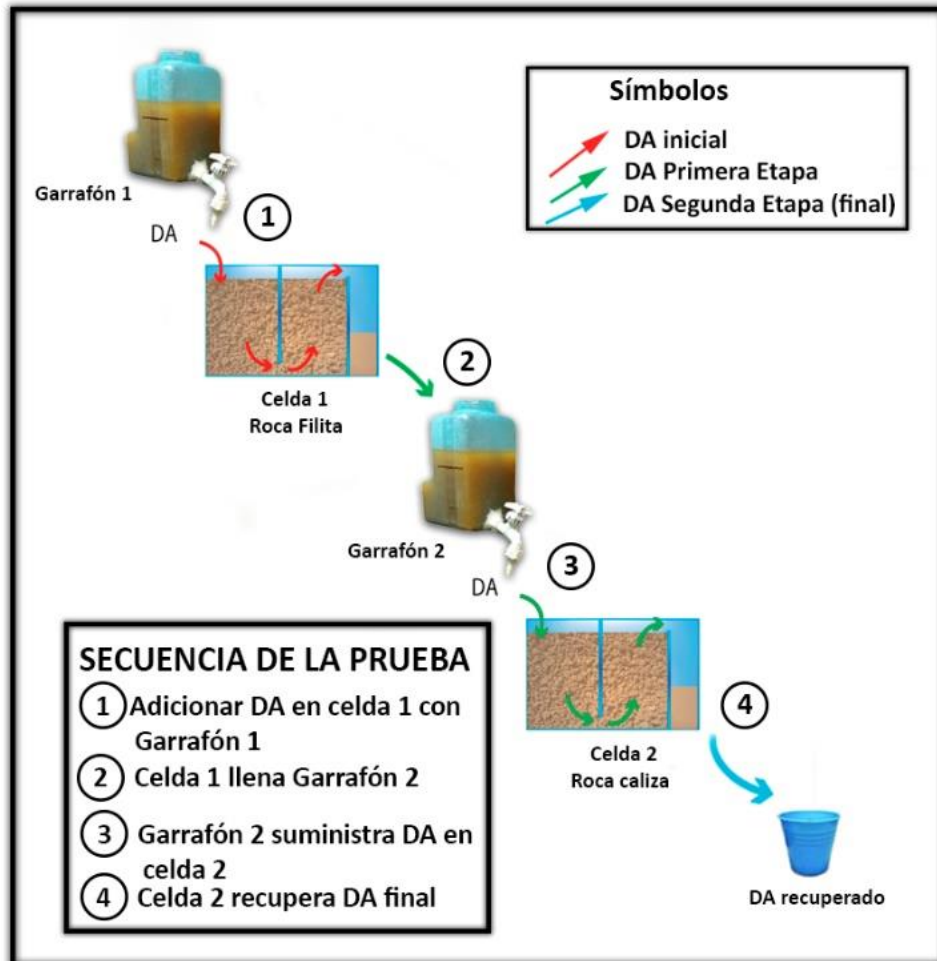 Símbolos
DA inicial
DA Primera Etapa
DA Segunda Etapa (final)
Garrafón 1
DA
1
Celda 1
Roca Filita
2
Garrafón 2
DA
3
Celda 2
Roca caliza
4
DA recuperado
SECUENCIA DE LA PRUEBA
1 Adicionar DA en celda 1 con
Garrafón 1
2 Celda 1 llena Garrafón 2
3 Garrafón 2 suministra DA en
celda 2
4 Celda 2 recupera DA final